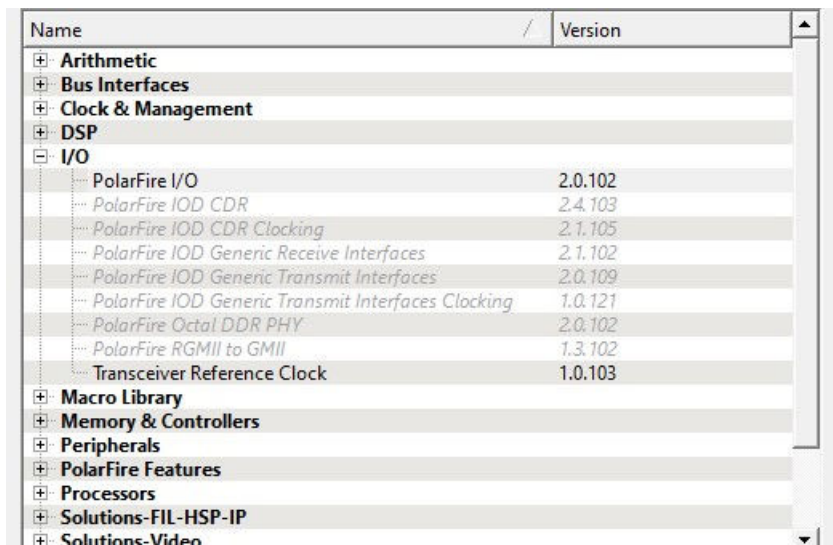 Name Version
Arithmetic
Bus Interfaces
Clock & Management
DSP
I/O
PolarFire I/O 2.0.102
PolarFire IOD CDR 2.4.103
PolarFire IOD CDR Clocking 2.1.105
PolarFire IOD Generic Receive Interfaces 2.1.102
PolarFire IOD Generic Transmit Interfaces 2.0.109
PolarFire IOD Generic Transmit Interfaces Clocking 1.0.121
PolarFire Octal DDR PHY 2.0.102
PolarFire RGMII to GMII 1.3.102
Transceiver Reference Clock 1.0.103
Macro Library
Memory & Controllers
Peripherals
PolarFire Features
Processors
Solutions-FIL-HSP-IP
Solutions-Video